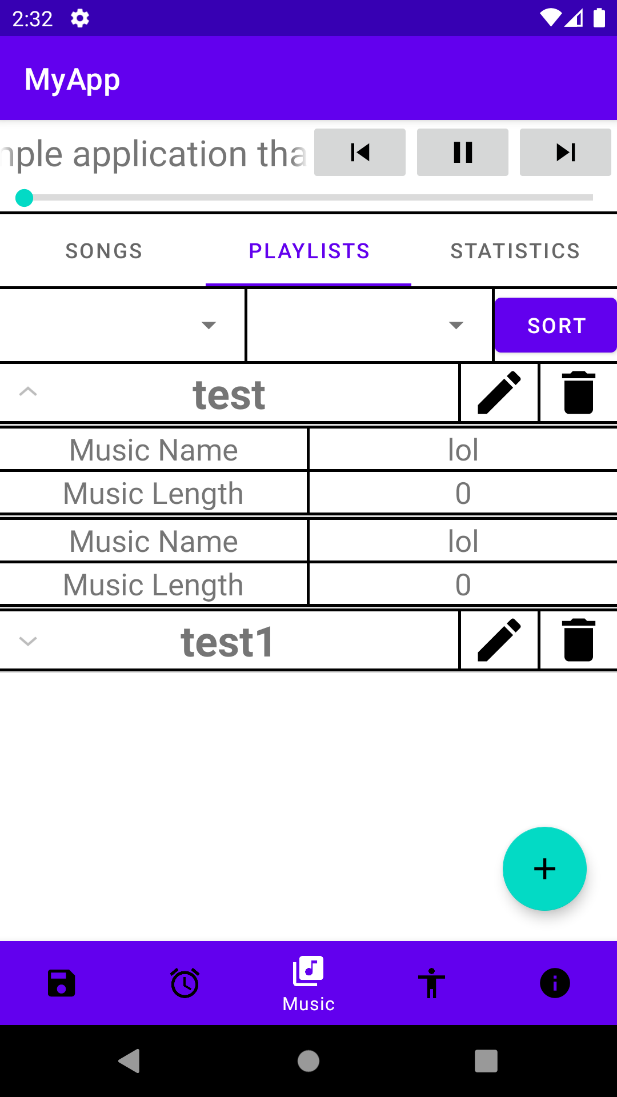 2:32
MyApp
mple application tha
SONGS PLAYLISTS STATISTICS
SORT
test
Music Name lol
Music Length 0
Music Name lol
Music Length 0
test1
Music